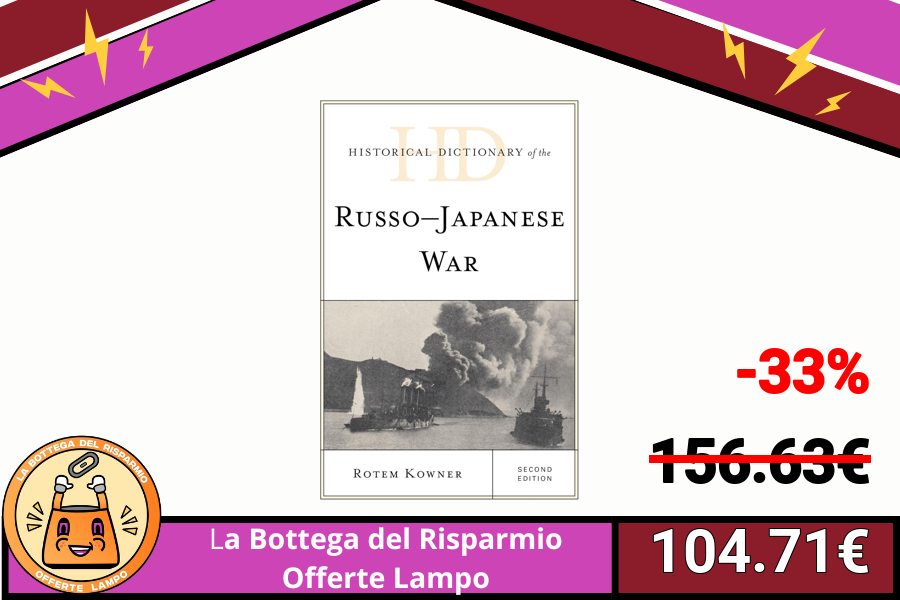 HD
HISTORICAL DICTIONARY of the
RUSSO–JAPANESE
WAR
ROTEM KOWNER
SECOND
EDITION
-33%
156.63€
104.71€
LA BOTTEGA DEL RISPARMIO
OFFERTE LAMPO
La Bottega del Risparmio
Offerte Lampo